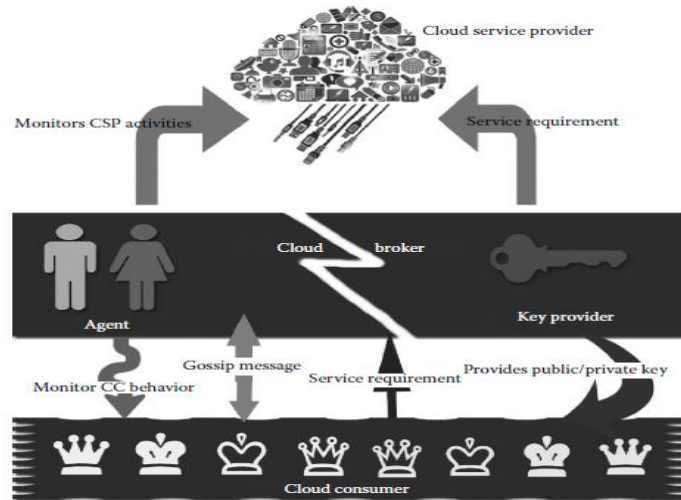 Cloud service provider
Monitors CSP activities
Service requirement
Cloud broker
Agent
Key provider
Gossip message
Monitor CC behavior
Service requirement
Provides public/private key
Cloud consumer